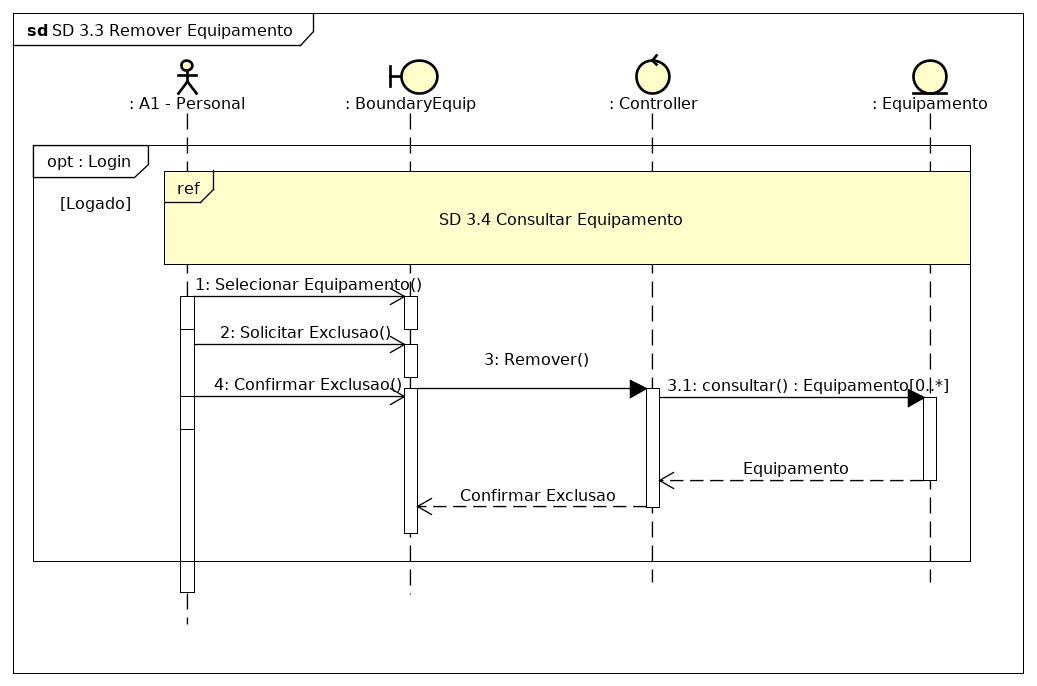 sd SD 3.3 Remover Equipamento
: A1 - Personal
: BoundaryEquip
: Controller
: Equipamento
opt : Login
[Logado]
ref
SD 3.4 Consultar Equipamento
1: Selecionar Equipamento()
2: Solicitar Exclusao()
3: Remover()
4: Confirmar Exclusao()
3.1: consultar() : Equipamento[0..*]
Equipamento
Confirmar Exclusao